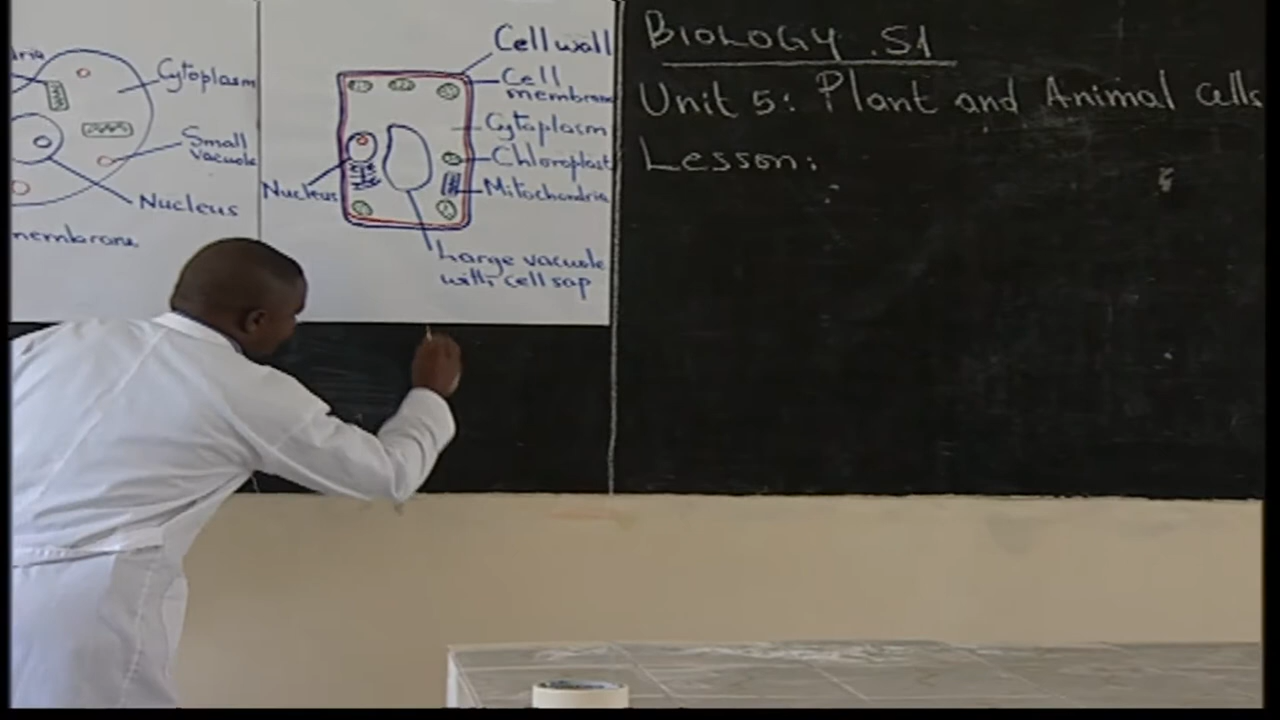 Cytoplasm
Small
vacuole
Nucleus
membrane
Cell wall
Cell
membrane
Cytoplasm
Chloroplast
Mitochondria
Nucleus
Large vacuole
with cell sap
BIOLOGY .S1
Unit 5: Plant and Animal cells
Lesson: